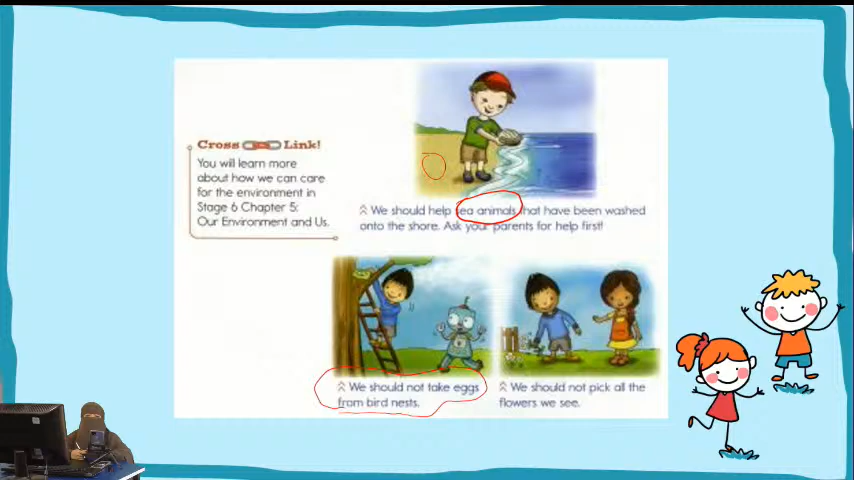 Cross Link!
You will learn more
about how we can care
for the environment in
Stage 6 Chapter 5:
Our Environment and Us.
We should help sea animals that have been washed
onto the shore. Ask your parents for help first!
We should not take eggs
from bird nests.
We should not pick all the
flowers we see.